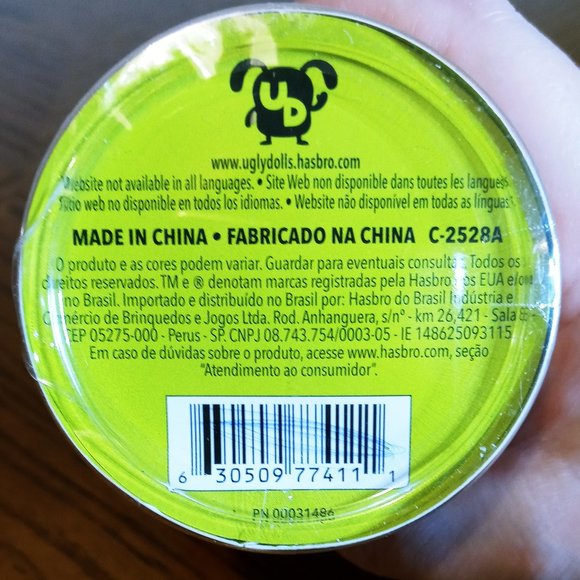 UD
www.uglydolls.hasbro.com
Website not available in all languages. • Site Web non disponible dans toutes les langues
Sitio web no disponible en todos los idiomas. • Website não disponível em todas as línguas
MADE IN CHINA • FABRICADO NA CHINA C-2528A
O produto e as cores podem variar. Guardar para eventuais consultas. Todos os
direitos reservados. TM e ® denotam marcas registradas pela Hasbro nos EUA e/ou
no Brasil. Importado e distribuído no Brasil por: Hasbro do Brasil Indústria e
Comércio de Brinquedos e Jogos Ltda. Rod. Anhanguera, s/nº - km 26,421 - Sala
CEP 05275-000 - Perus - SP. CNPJ 08.743.754/0003-05 - IE 148625093115
Em caso de dúvidas sobre o produto, acesse www.hasbro.com, seção
"Atendimento ao consumidor".
6 30509 77411 1
PN 00031486